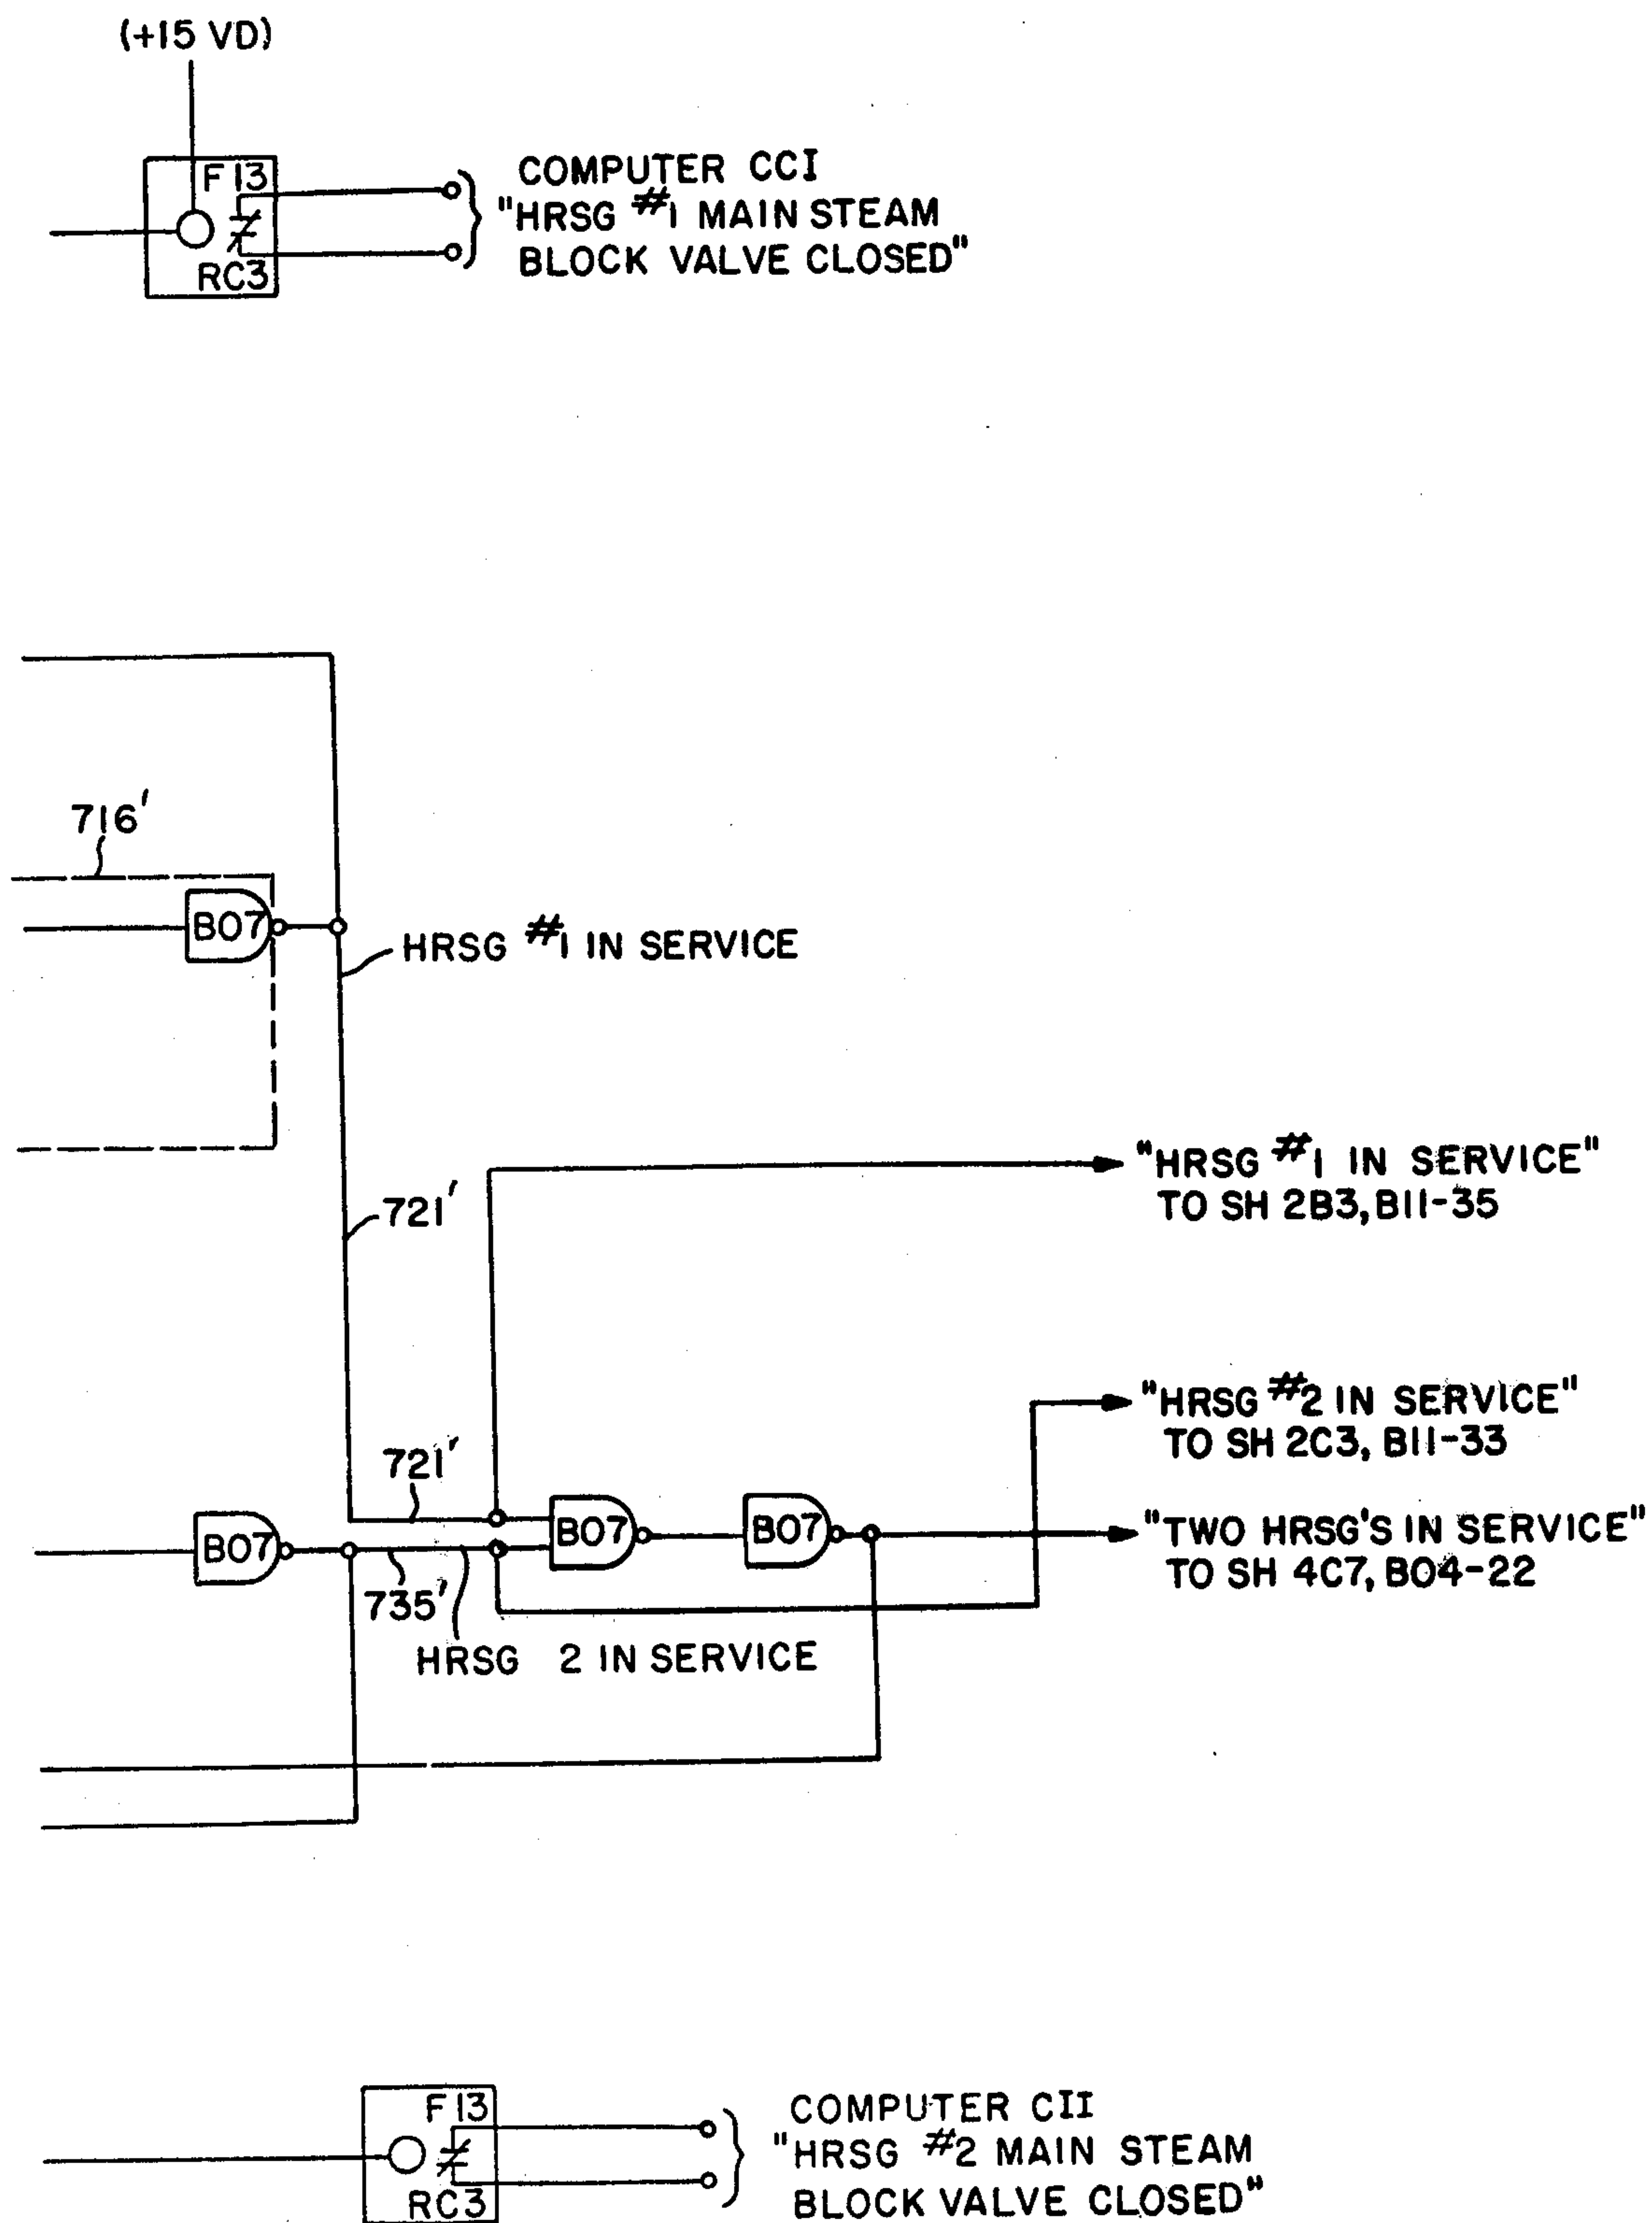 (+15 VD)
F13
RC3
COMPUTER CCI
"HRSG #1 MAIN STEAM
BLOCK VALVE CLOSED"
716'
B07
HRSG #1 IN SERVICE
"HRSG #1 IN SERVICE"
TO SH 2B3, B11-35
721'
"HRSG #2 IN SERVICE"
TO SH 2C3, B11-33
721'
B07
B07
B07
"TWO HRSG'S IN SERVICE"
TO SH 4C7, B04-22
735'
HRSG 2 IN SERVICE
F13
RC3
COMPUTER CII
"HRSG #2 MAIN STEAM
BLOCK VALVE CLOSED"